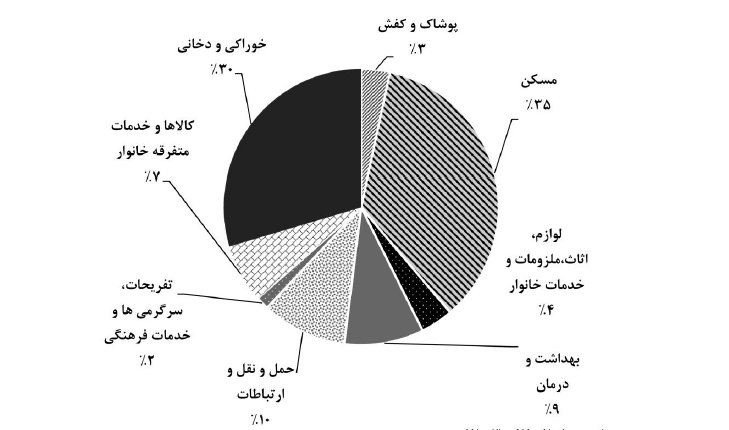 پوشاک و کفش
٪۳
مسکن
٪۳۵
لوازم،
اثاث،ملزومات و
خدمات خانوار
٪۴
بهداشت و
درمان
٪۹
حمل و نقل و
ارتباطات
٪۱۰
تفریحات،
سرگرمی ها و
خدمات فرهنگی
٪۲
کالاها و خدمات
متفرقه خانوار
٪۷
خوراکی و دخانی
٪۳۰